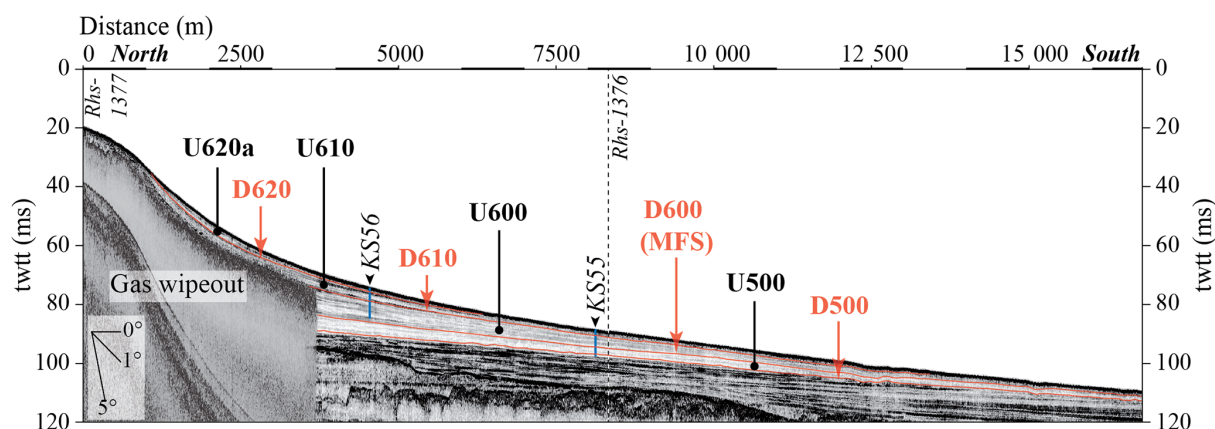 Distance (m)
0 North 2500 5000 7500 10 000 12 500 15 000 South
0 0
Rhs-
1377
Rhs-1376
20 20
U620a U610
D620
40 40
U600
D600
(MFS)
KS56
D610
KS55
U500
D500
twtt (ms) twtt (ms)
60 60
Gas wipeout
80 80
0°
1°
5°
100 100
120 120